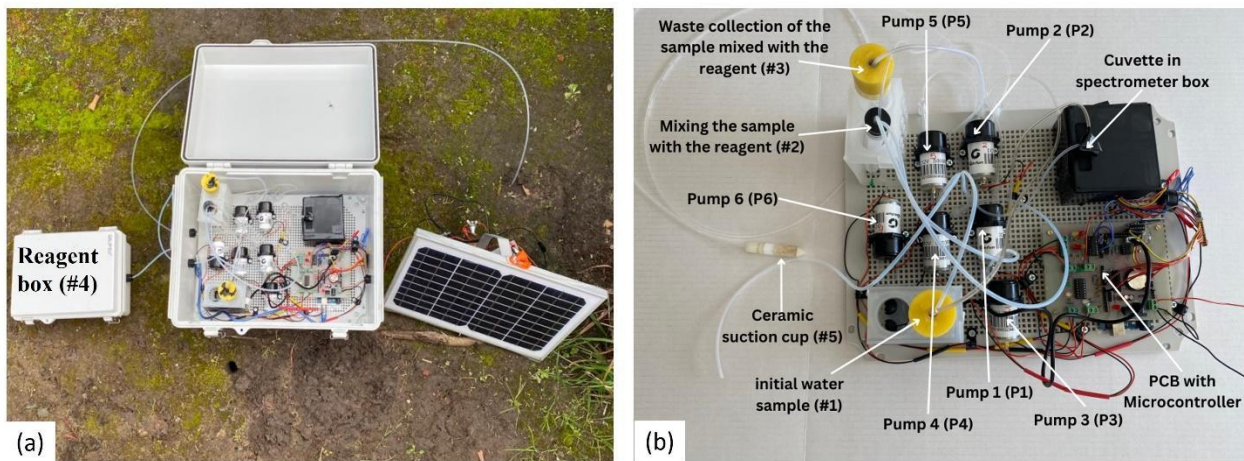 Reagent
box (#4)
(a)
Pump 5 (P5)
Waste collection of the
sample mixed with the
reagent (#3)
Pump 2 (P2)
Cuvette in
spectrometer box
Mixing the sample
with the reagent (#2)
Pump 6 (P6)
Ceramic
suction cup (#5)
initial water
sample (#1)
Pump 4 (P4)
Pump 1 (P1)
Pump 3 (P3)
PCB with
Microcontroller
(b)